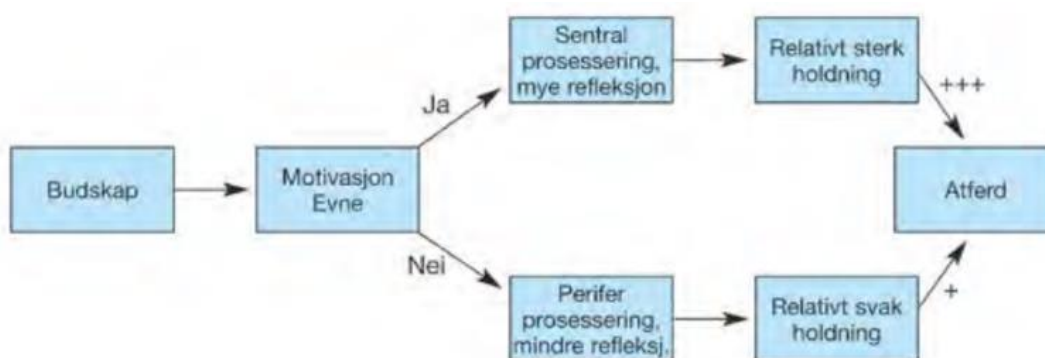 Budskap
Motivasjon
Evne
Ja
Nei
Sentral
prosessering,
mye refleksjon
Relativt sterk
holdning
+++
Perifer
prosessering,
mindre refleksj.
Relativt svak
holdning
+
Atferd